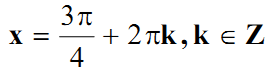 x = 3π/4 + 2πk, k ∈ Z